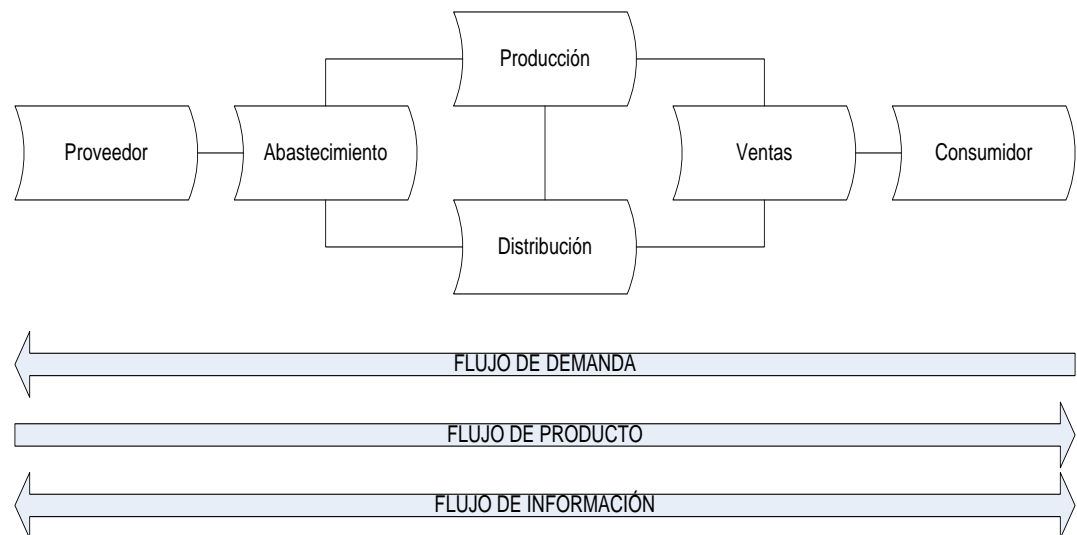 Producción
Proveedor
Abastecimiento
Ventas
Consumidor
Distribución
FLUJO DE DEMANDA
FLUJO DE PRODUCTO
FLUJO DE INFORMACIÓN